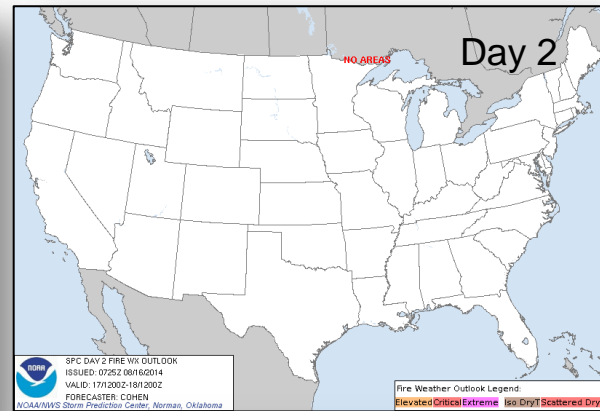 Day 2
NO AREAS
noaa
SPC DAY 2 FIRE WX OUTLOOK
ISSUED: 0725Z 08/16/2014
VALID: 17/1200Z-18/1200Z
FORECASTER: COHEN
NOAA/NWS Storm Prediction Center, Norman, Oklahoma
Fire Weather Outlook Legend:
Elevated Critical Extreme Iso DryT Scattered Dry